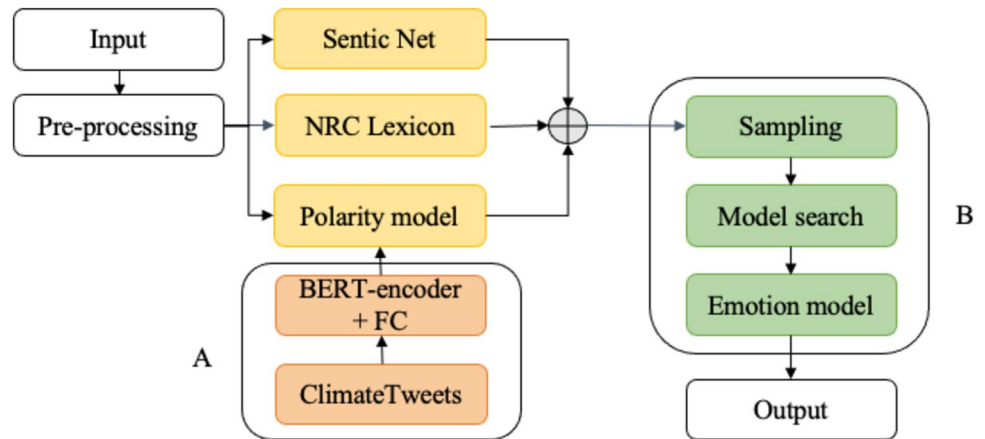 Input
Pre-processing
Sentic Net
NRC Lexicon
Polarity model
BERT-encoder
+ FC
ClimateTweets
A
Sampling
Model search
Emotion model
B
Output